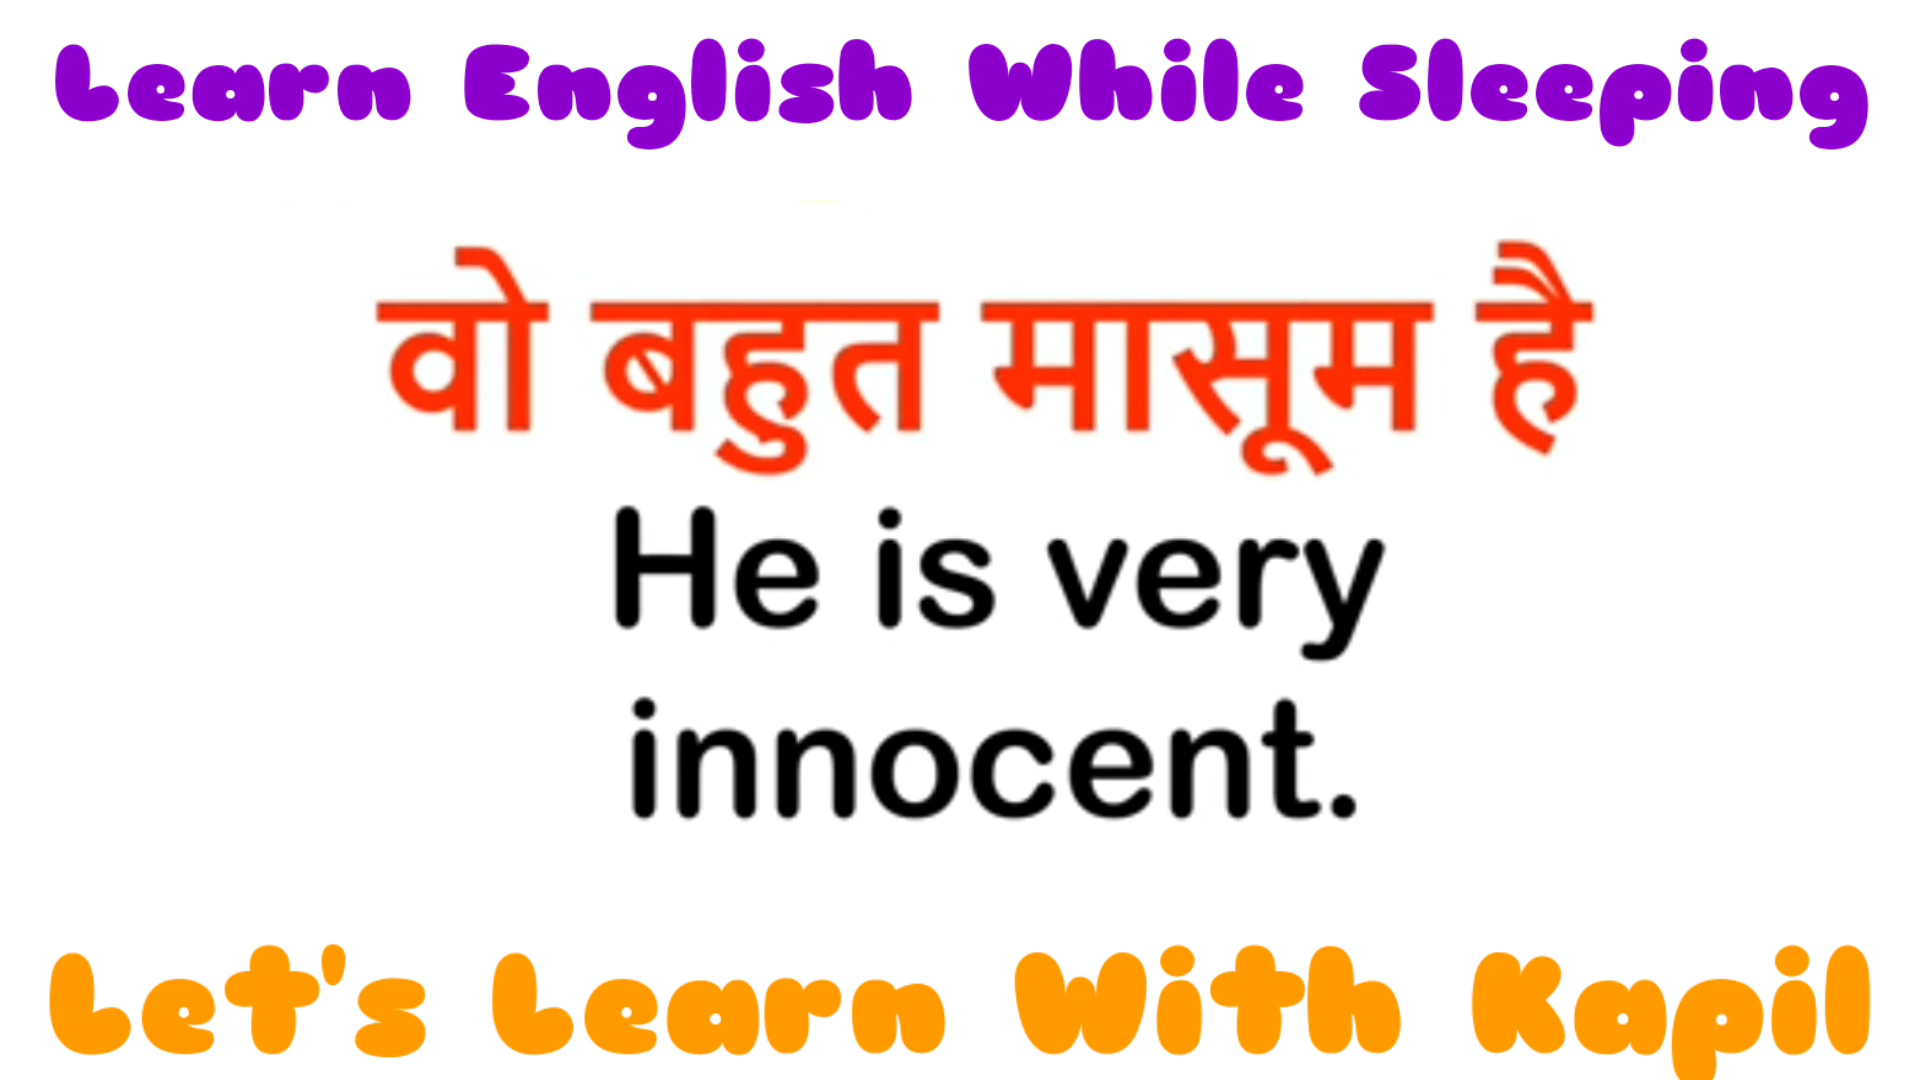 Learn English While Sleeping
वो बहुत मासूम है
He is very
innocent.
Let's Learn With Kapil